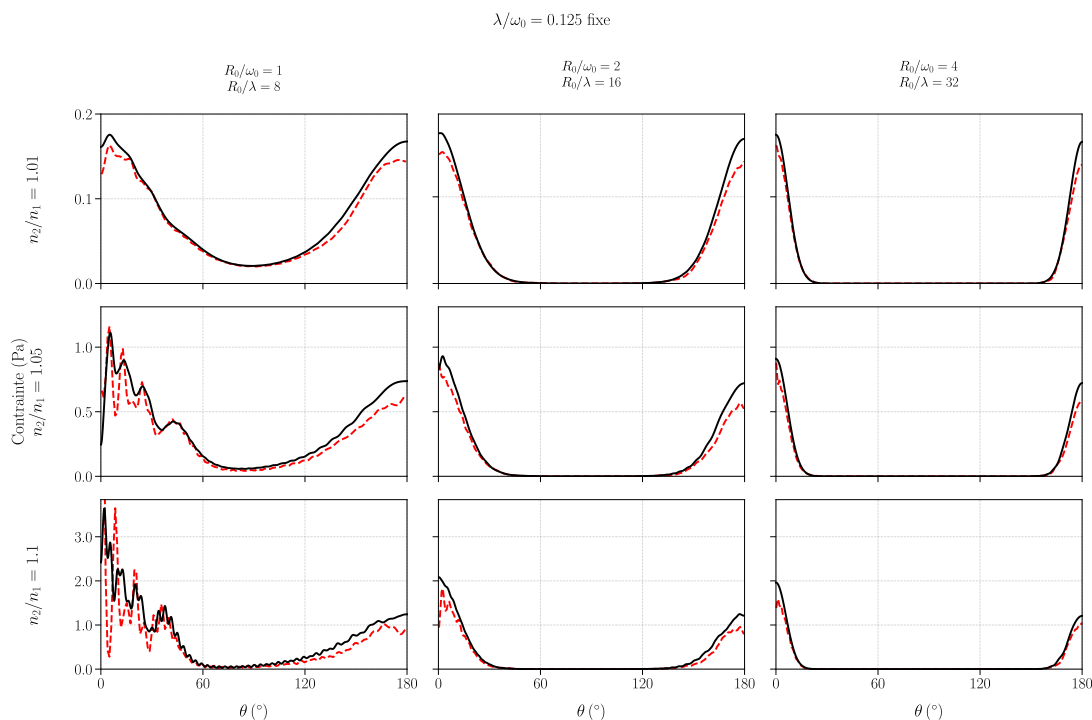 λ/ω₀ = 0.125 fixe
R₀/ω₀ = 1
R₀/λ = 8
R₀/ω₀ = 2
R₀/λ = 16
R₀/ω₀ = 4
R₀/λ = 32
n₂/n₁ = 1.01
0.2
0.1
0.0
Contrainte (Pa)
n₂/n₁ = 1.05
1.0
0.5
0.0
n₂/n₁ = 1.1
3.0
2.0
1.0
0.0
0 60 120 180
0 60 120 180
0 60 120 180
θ (°)
θ (°)
θ (°)